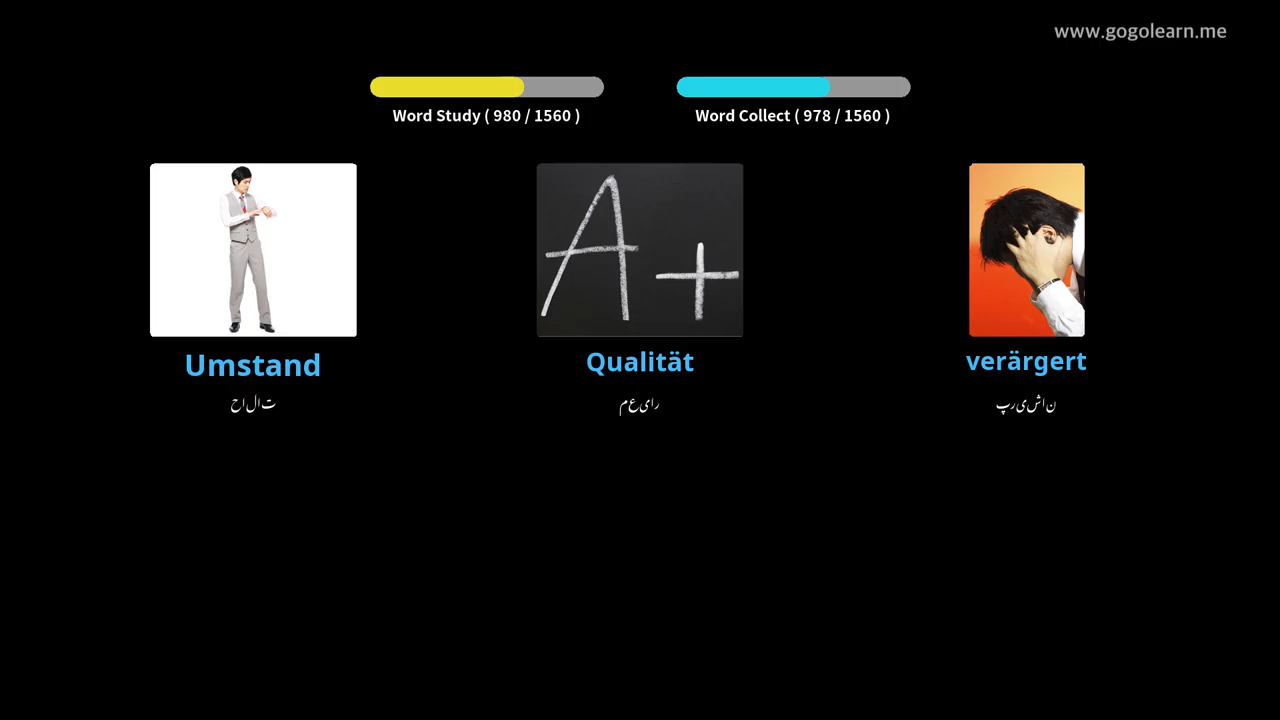 www.gogolearn.me
Word Study ( 980 / 1560 )
Word Collect ( 978 / 1560 )
A+
Umstand
حالات
Qualität
معیار
verärgert
پریشان